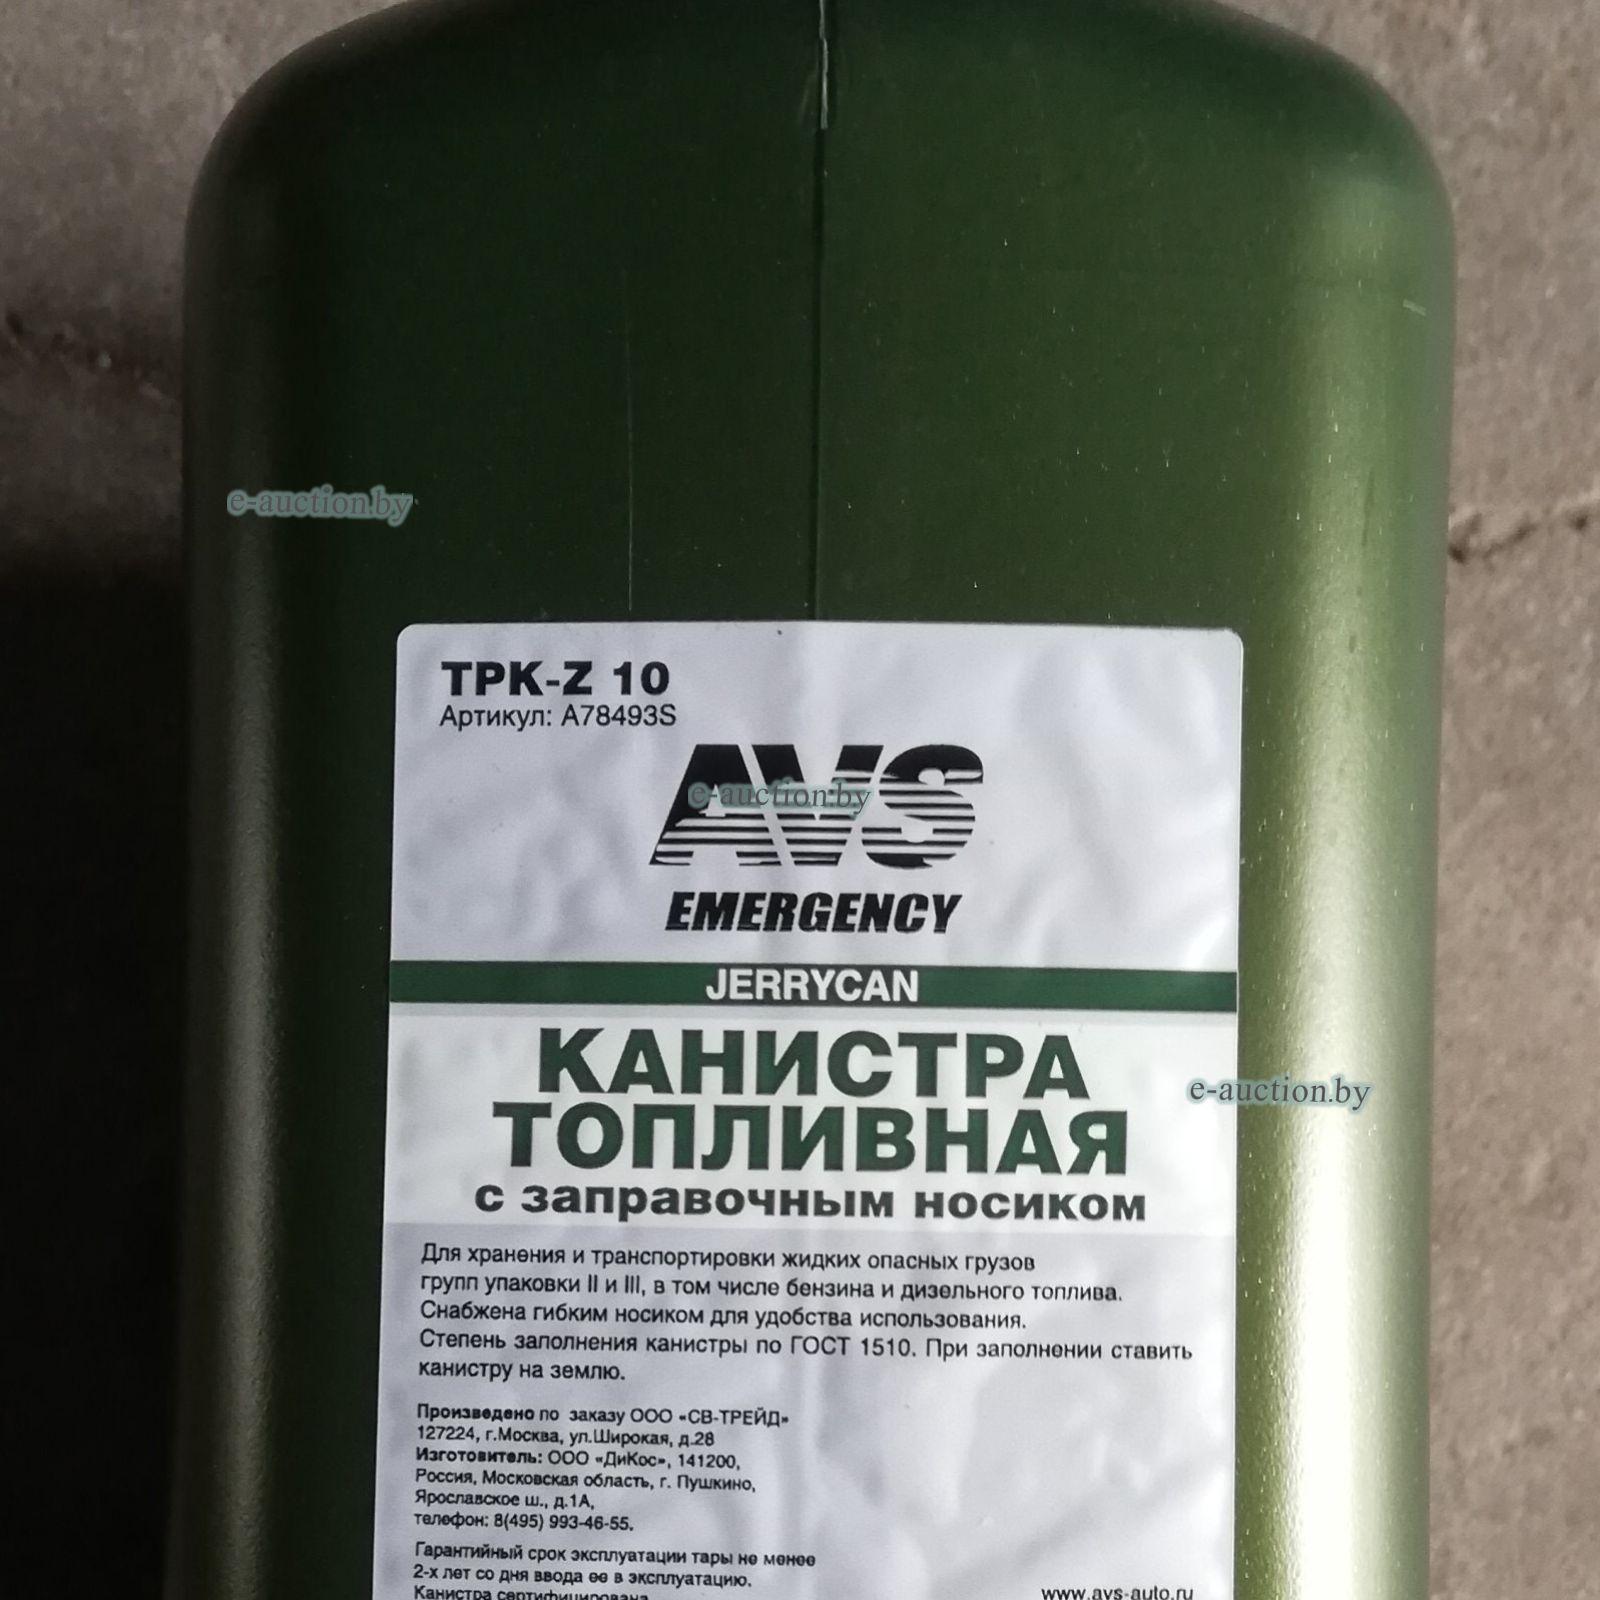 TPK-Z 10
Артикул: A78493S
AVS
EMERGENCY
JERRYCAN
КАНИСТРА
ТОПЛИВНАЯ
с заправочным носиком
Для хранения и транспортировки жидких опасных грузов
групп упаковки II и III, в том числе бензина и дизельного топлива.
Снабжена гибким носиком для удобства использования.
Степень заполнения канистры по ГОСТ 1510. При заполнении ставить
канистру на землю.
Произведено по заказу ООО «СВ-ТРЕЙД»
127224, г.Москва, ул.Широкая, д.28
Изготовитель: ООО «ДиКос», 141200,
Россия, Московская область, г. Пушкино,
Ярославское ш., д.1А,
телефон: 8(495) 993-46-55.
Гарантийный срок эксплуатации тары не менее
2-х лет со дня ввода ее в эксплуатацию.
Канистра сертифицирована
www.avs-auto.ru
e-auction.by
e-auction.by
e-auction.by